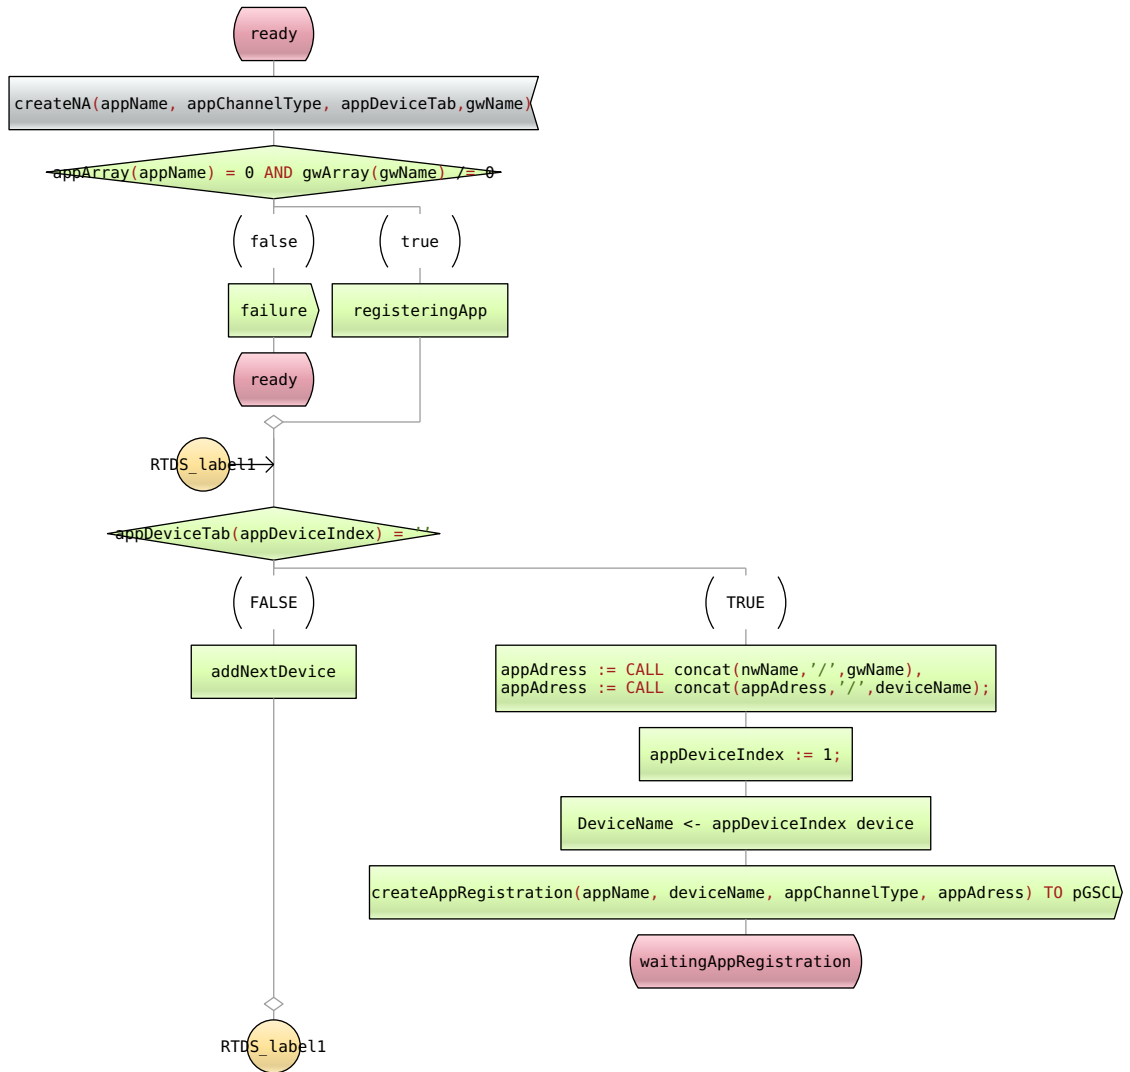 ready
createNA(appName, appChannelType, appDeviceTab,gwName)
appArray(appName) = 0 AND gwArray(gwName) /= 0
false
true
failure
registeringApp
ready
RTDS_label1
appDeviceTab(appDeviceIndex) = ''
FALSE
TRUE
addNextDevice
appAdress := CALL concat(nwName,'/',gwName),
appAdress := CALL concat(appAdress,'/',deviceName);
appDeviceIndex := 1;
DeviceName <- appDeviceIndex device
createAppRegistration(appName, deviceName, appChannelType, appAdress) TO pGSCL
waitingAppRegistration
RTDS_label1